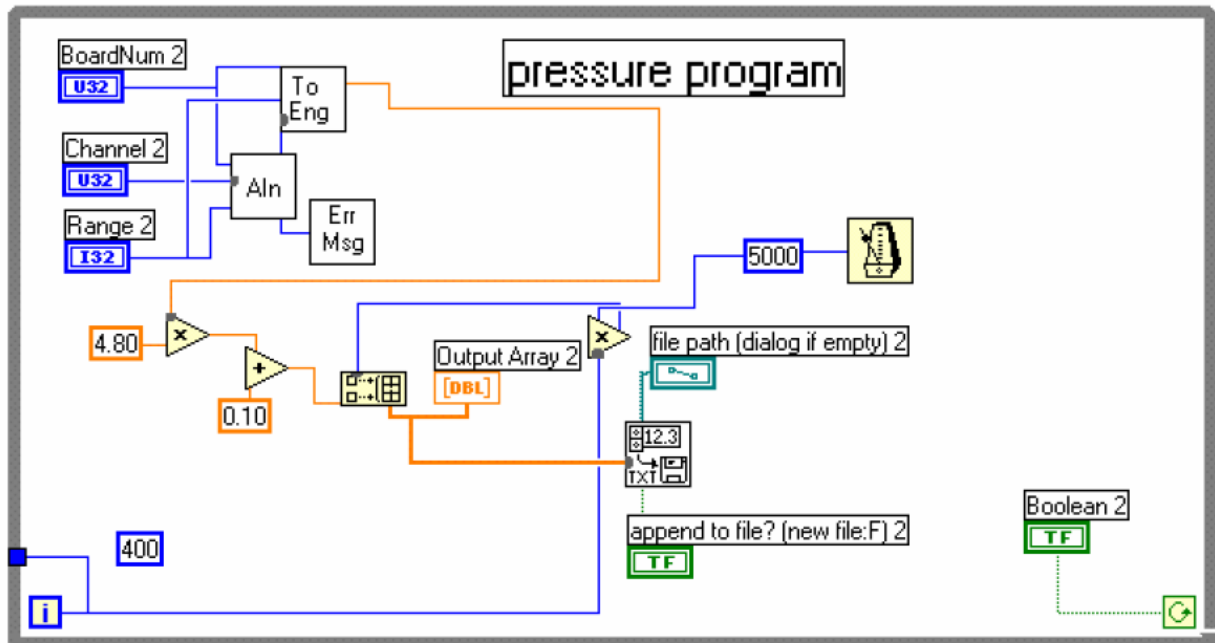 BoardNum 2
U32
To
Eng
pressure program
Channel 2
U32
AIn
Range 2
I32
Err
Msg
5000
4.80
file path (dialog if empty) 2
Output Array 2
[DBL]
0.10
12.3
TXT
400
append to file? (new file:F) 2
TF
Boolean 2
TF
i